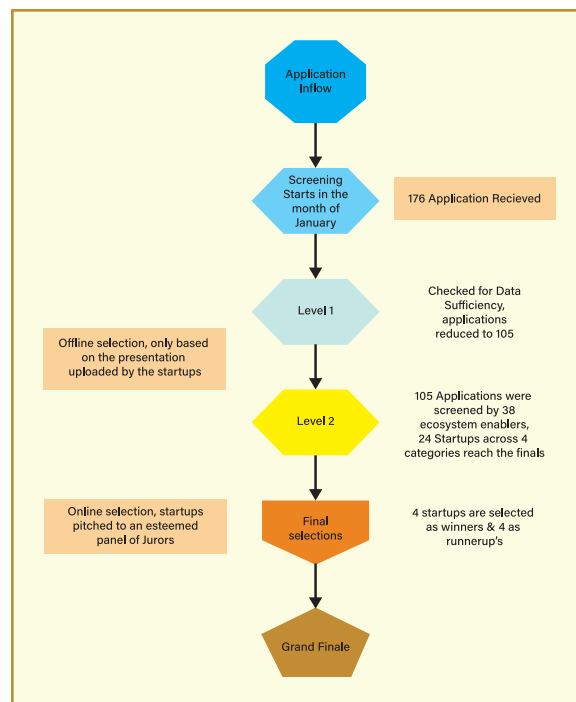 Application
Inflow
Screening
Starts in the
month of
January
176 Application Recieved
Level 1
Checked for Data
Sufficiency,
applications
reduced to 105
Offline selection, only based
on the presentation
uploaded by the startups
Level 2
105 Applications were
screened by 38
ecosystem enablers,
24 Startups across 4
categories reach the finals
Online selection, startups
pitched to an esteemed
panel of Jurors
Final
selections
4 startups are selected
as winners & 4 as
runnerup's
Grand Finale